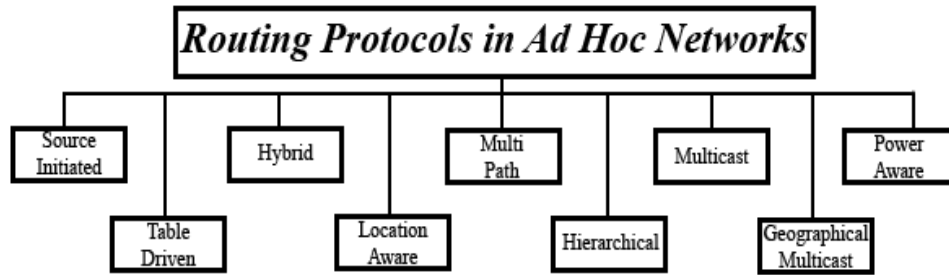 Routing Protocols in Ad Hoc Networks
Source
Initiated
Hybrid
Multi
Path
Multicast
Power
Aware
Table
Driven
Location
Aware
Hierarchical
Geographical
Multicast